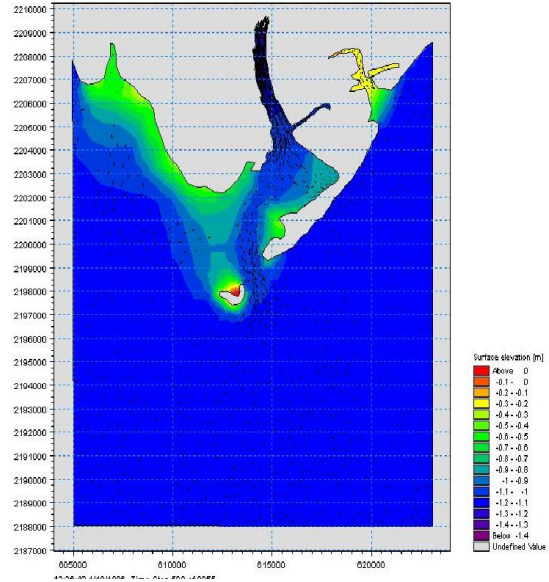 2210000
2209000
2208000
2207000
2206000
2205000
2204000
2203000
2202000
2201000
2200000
2199000
2198000
2197000
2196000
2195000
2194000
2193000
2192000
2191000
2190000
2189000
2188000
2187000
605000 610000 615000 620000
Surface elevation [m]
Above 0
-0.1 - 0
-0.2 - -0.1
-0.3 - -0.2
-0.4 - -0.3
-0.5 - -0.4
-0.6 - -0.5
-0.7 - -0.6
-0.8 - -0.7
-0.9 - -0.8
-1 - -0.9
-1.1 - -1
-1.2 - -1.1
-1.3 - -1.2
-1.4 - -1.3
Below -1.4
Undefined Value
Time Step